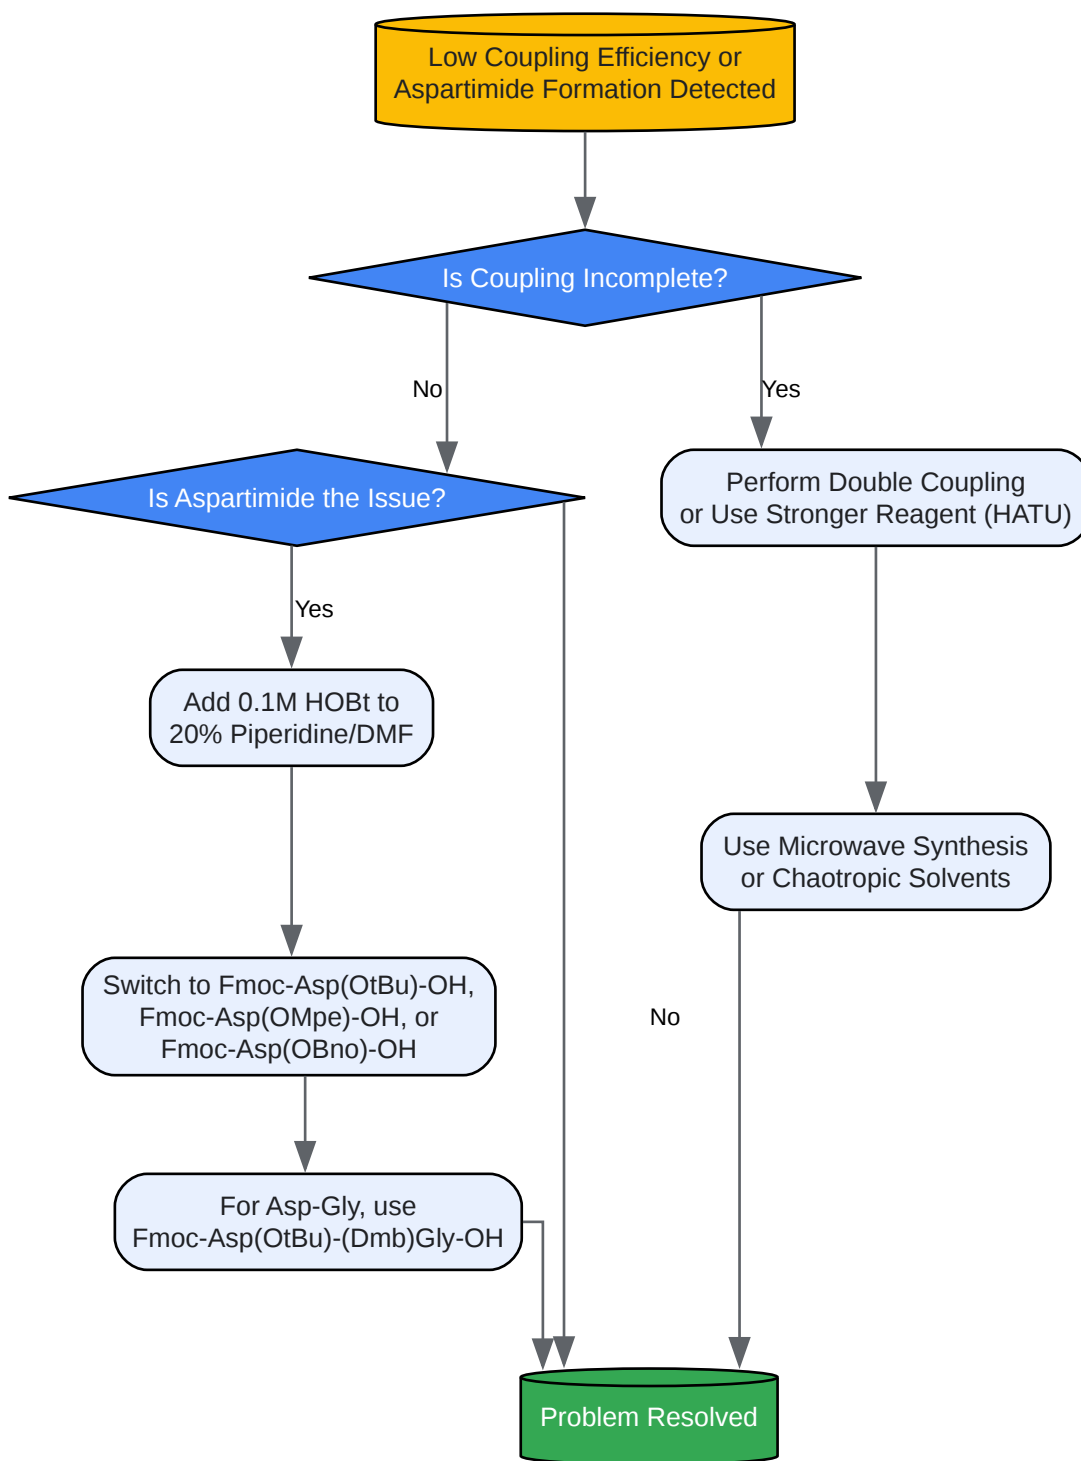 Low Coupling Efficiency or
Aspartimide Formation Detected
Is Coupling Incomplete?
No
Yes
Is Aspartimide the Issue?
Perform Double Coupling
or Use Stronger Reagent (HATU)
Yes
Add 0.1M HOBt to
20% Piperidine/DMF
Use Microwave Synthesis
or Chaotropic Solvents
Switch to Fmoc-Asp(OtBu)-OH,
Fmoc-Asp(OMpe)-OH, or
Fmoc-Asp(OBno)-OH
No
For Asp-Gly, use
Fmoc-Asp(OtBu)-(Dmb)Gly-OH
Problem Resolved